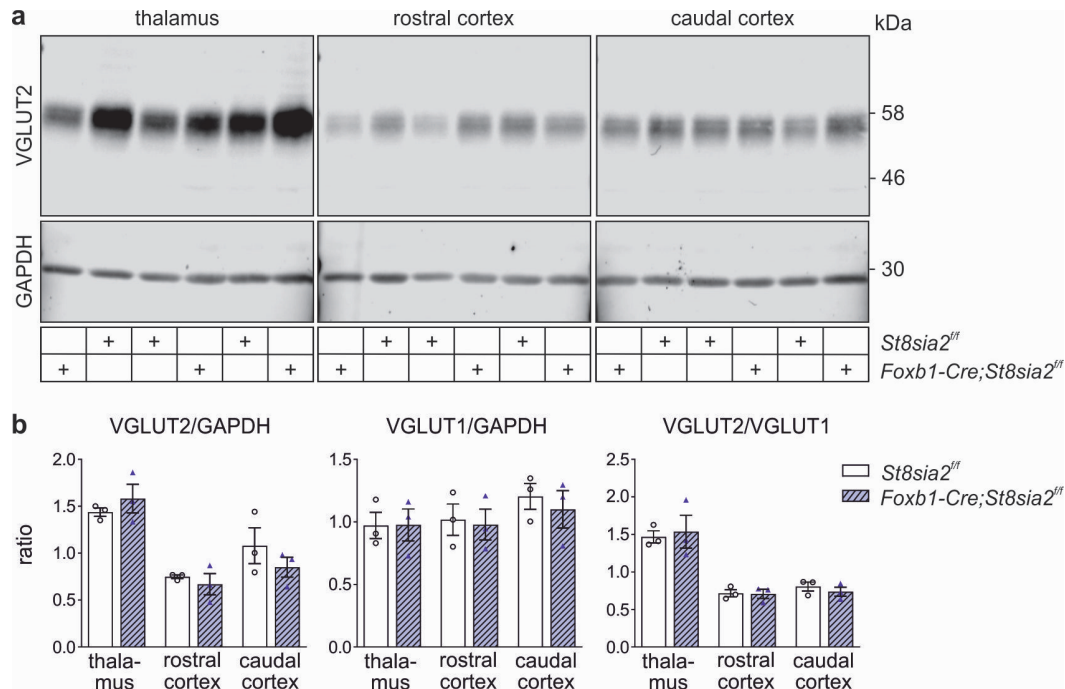 a
thalamus rostral cortex caudal cortex kDa
VGLUT2
58
46
GAPDH
30
+ + + St8sia2f/f
+ + + Foxb1-Cre;St8sia2f/f
+ + + 
+ + +
+ + +
+ + +
b
VGLUT2/GAPDH VGLUT1/GAPDH VGLUT2/VGLUT1
ratio
2.0
1.5
1.0
0.5
0.0
thala-
mus
rostral
cortex
caudal
cortex
1.5
1.0
0.5
0.0
thala-
mus
rostral
cortex
caudal
cortex
2.5
2.0
1.5
1.0
0.5
0.0
thala-
mus
rostral
cortex
caudal
cortex
St8sia2f/f
Foxb1-Cre;St8sia2f/f